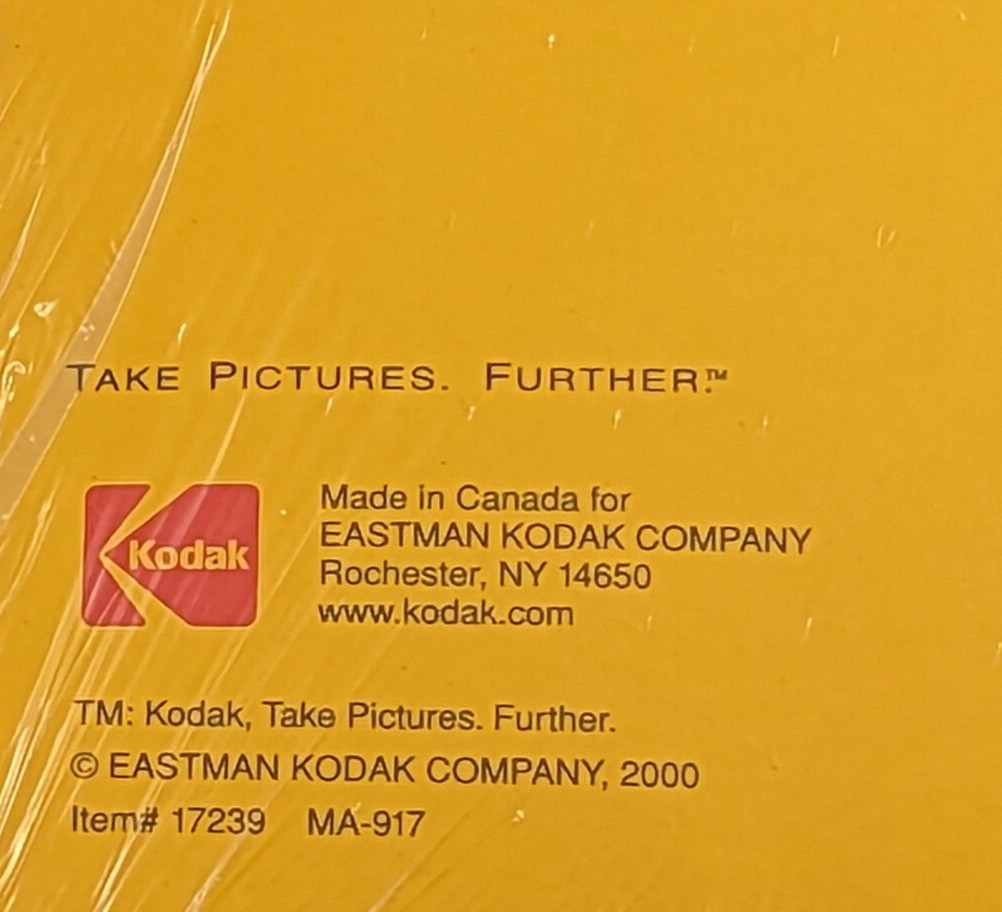 TAKE PICTURES. FURTHER.™
Kodak
Made in Canada for
EASTMAN KODAK COMPANY
Rochester, NY 14650
www.kodak.com
TM: Kodak, Take Pictures. Further.
© EASTMAN KODAK COMPANY, 2000
Item# 17239 MA-917